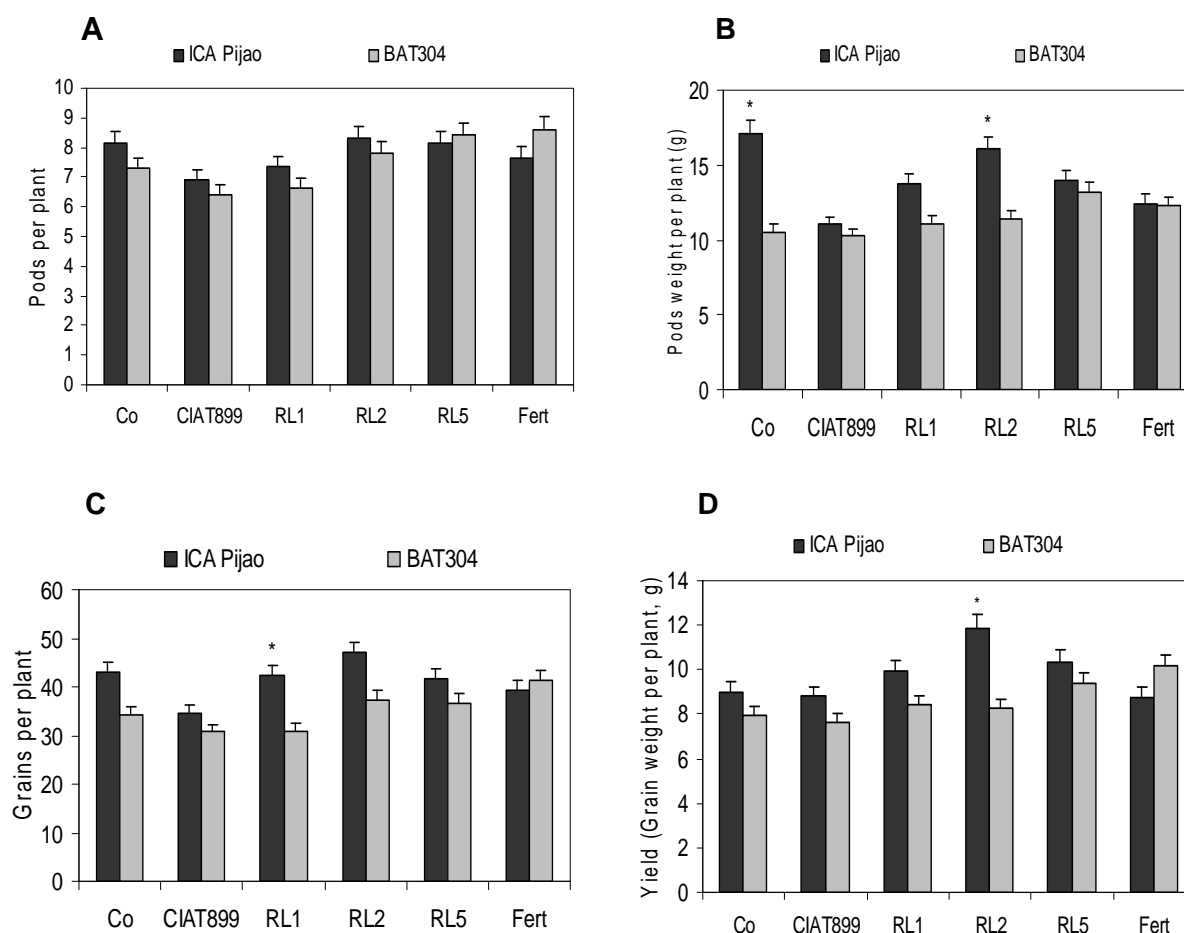 A
ICA Pijao BAT304
Pods per plant
10
9
8
7
6
5
4
3
2
1
0
Co CIAT899 RL1 RL2 RL5 Fert
B
ICA Pijao BAT304
Pods weight per plant (g)
20
15
10
5
0
* *
Co CIAT899 RL1 RL2 RL5 Fert
C
ICA Pijao BAT304
Grains per plant
60
50
40
30
20
10
0
*
Co CIAT899 RL1 RL2 RL5 Fert
D
ICA Pijao BAT304
Yield (Grain weight per plant, g)
14
12
10
8
6
4
2
0
*
Co CIAT899 RL1 RL2 RL5 Fert